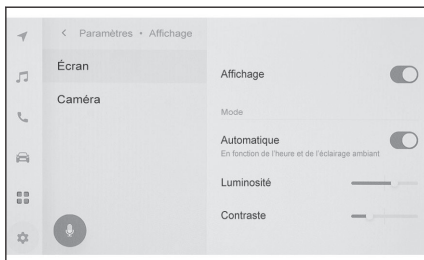 < Paramètres • Affichage
Écran
Caméra
Affichage
Mode
Automatique
En fonction de l'heure et de l'éclairage ambiant
Luminosité
Contraste